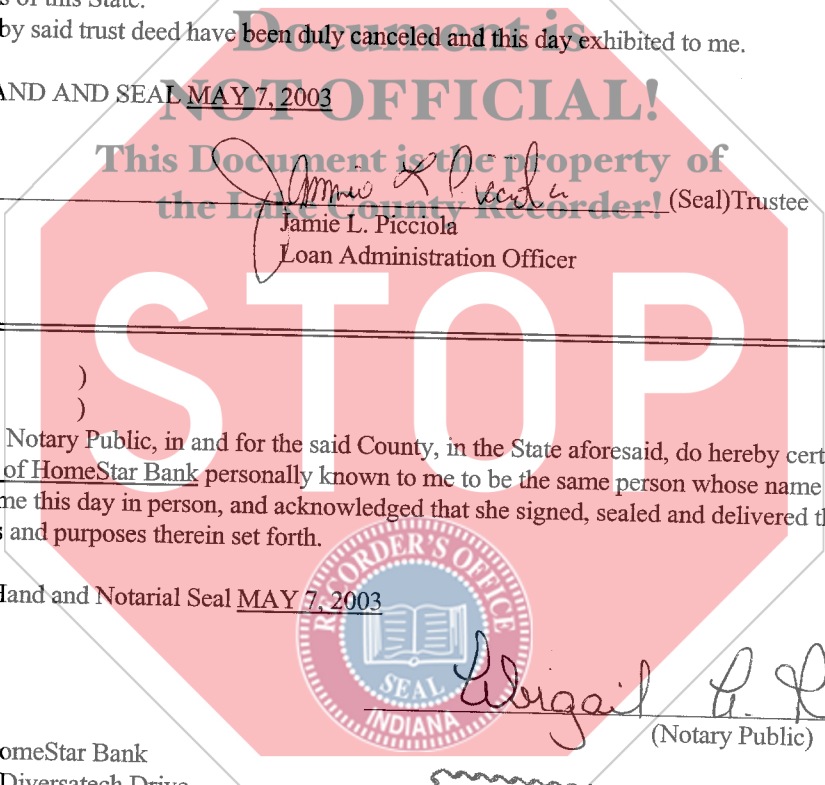 s of this State.
by said trust deed have been duly canceled and this day exhibited to me.
Document is
NOT OFFICIAL!
This Document is the property of
the Lake County Recorder!
AND AND SEAL MAY 7, 2003
(Seal)Trustee
Jamie L. Picciola
Loan Administration Officer
STOP
)
)
Notary Public, in and for the said County, in the State aforesaid, do hereby cert
of HomeStar Bank personally known to me to be the same person whose name
me this day in person, and acknowledged that she signed, sealed and delivered th
s and purposes therein set forth.
Hand and Notarial Seal MAY 7, 2003
RECORDER'S OFFICE
SEAL
INDIANA
Abigail
(Notary Public)
omeStar Bank
Diversatech Drive